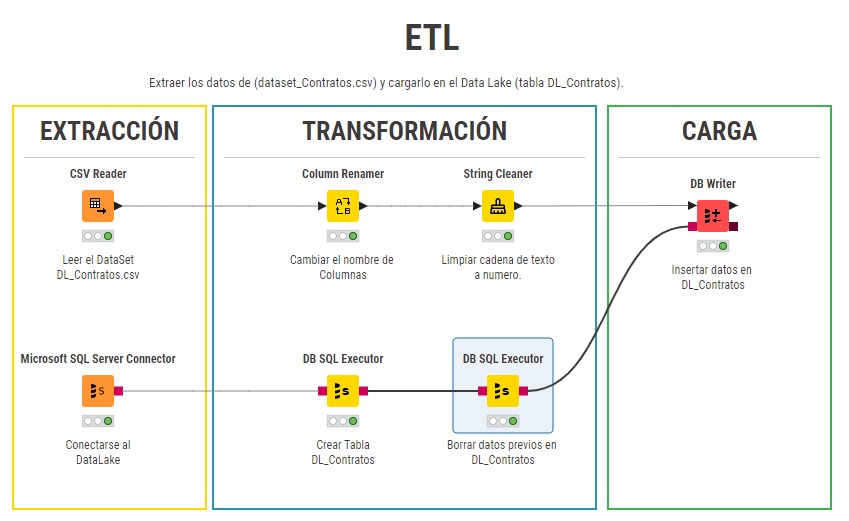 ETL
Extraer los datos de (dataset_Contratos.csv) y cargarlo en el Data Lake (tabla DL_Contratos).
EXTRACCIÓN
TRANSFORMACIÓN
CARGA
CSV Reader
Column Renamer
String Cleaner
DB Writer
A
B
Leer el DataSet
DL_Contratos.csv
Cambiar el nombre de
Columnas
Limpiar cadena de texto
a numero.
Insertar datos en
DL_Contratos
Microsoft SQL Server Connector
DB SQL Executor
DB SQL Executor
S
s
s
Conectarse al
DataLake
Crear Tabla
DL_Contratos
Borrar datos previos en
DL_Contratos